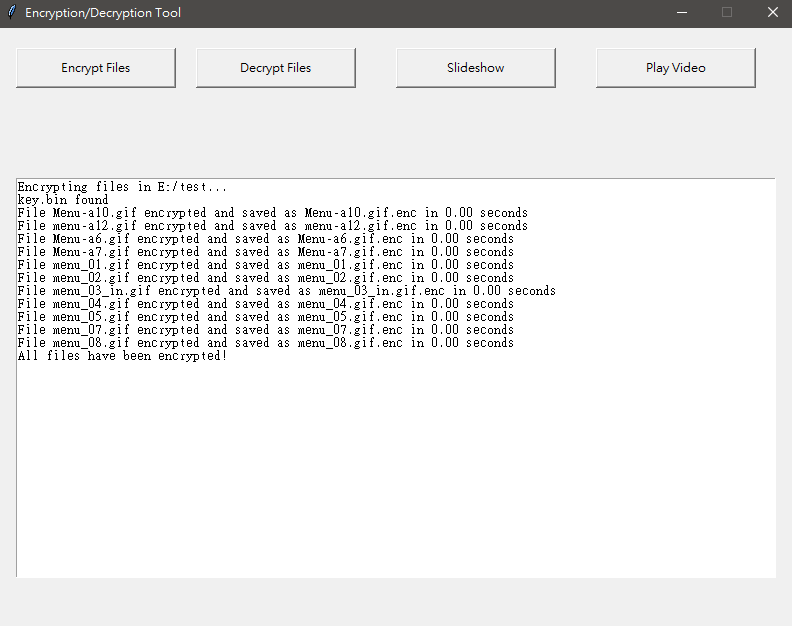 Encryption/Decryption Tool
Encrypt Files
Decrypt Files
Slideshow
Play Video
Encrypting files in E:/test...
key.bin found
File Menu-a10.gif encrypted and saved as Menu-a10.gif.enc in 0.00 seconds
File menu-a12.gif encrypted and saved as menu-a12.gif.enc in 0.00 seconds
File Menu-a6.gif encrypted and saved as Menu-a6.gif.enc in 0.00 seconds
File Menu-a7.gif encrypted and saved as Menu-a7.gif.enc in 0.00 seconds
File menu_01.gif encrypted and saved as menu_01.gif.enc in 0.00 seconds
File menu_02.gif encrypted and saved as menu_02.gif.enc in 0.00 seconds
File menu_03_in.gif encrypted and saved as menu_03_in.gif.enc in 0.00 seconds
File menu_04.gif encrypted and saved as menu_04.gif.enc in 0.00 seconds
File menu_05.gif encrypted and saved as menu_05.gif.enc in 0.00 seconds
File menu_07.gif encrypted and saved as menu_07.gif.enc in 0.00 seconds
File menu_08.gif encrypted and saved as menu_08.gif.enc in 0.00 seconds
All files have been encrypted!